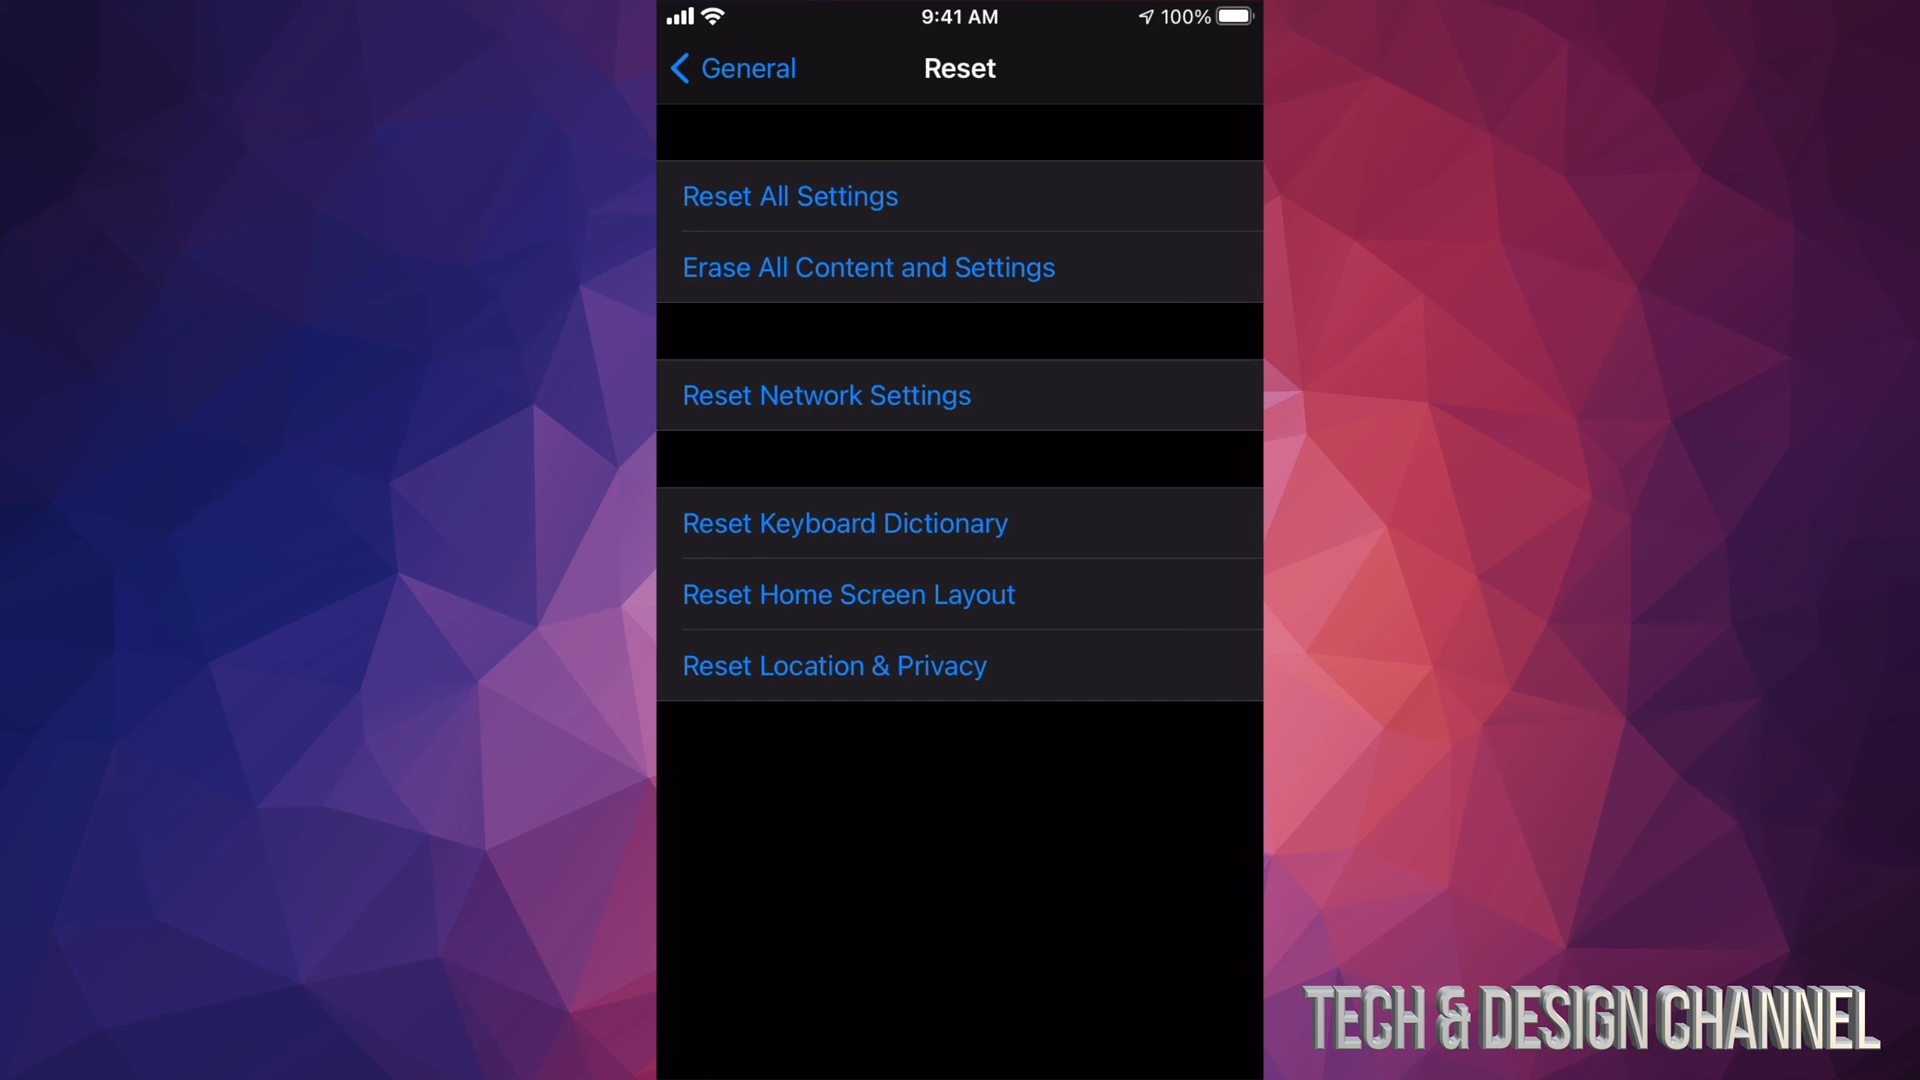 9:41 AM
100%
General
Reset
Reset All Settings
Erase All Content and Settings
Reset Network Settings
Reset Keyboard Dictionary
Reset Home Screen Layout
Reset Location & Privacy
TECH & DESIGN CHANNEL